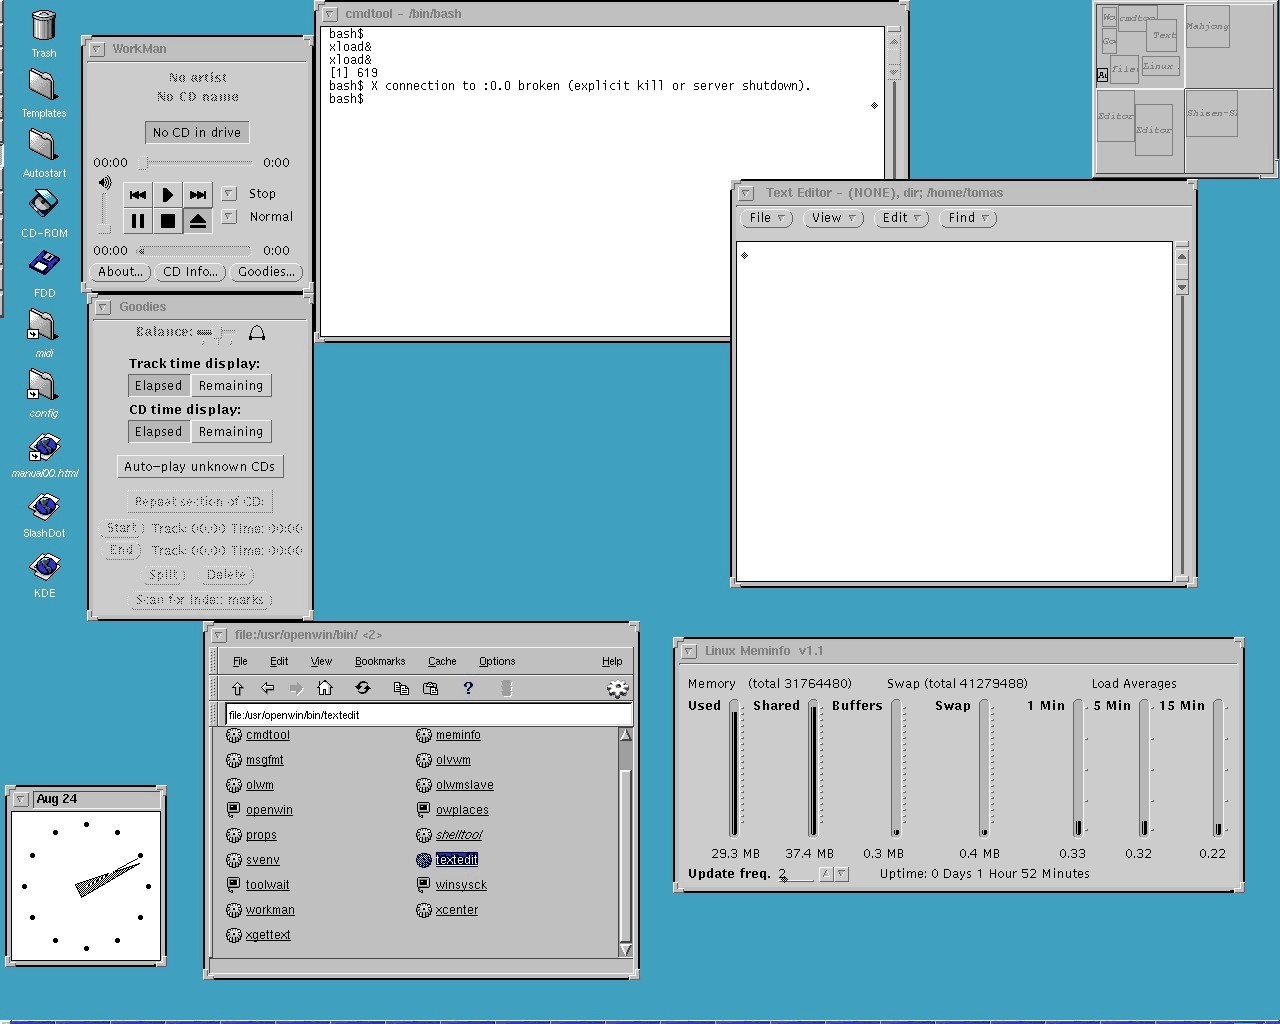 Trash
Templates
Autostart
CD-ROM
FDD
midi
config
manual00.html
SlashDot
KDE
WorkMan
No artist
No CD name
No CD in drive
00:00 0:00
Stop
Normal
00:00 0:00
About... CD Info... Goodies...
Goodies
Balance:
Track time display:
Elapsed Remaining
CD time display:
Elapsed Remaining
Auto-play unknown CDs
Repeat section of CD:
Start Track: 00:00 Time: 00:00
End Track: 00:00 Time: 00:00
Split Delete
Scan for index marks
cmdtool - /bin/bash
bash$
xload&
xload&
[1] 619
bash$ X connection to :0.0 broken (explicit kill or server shutdown).
bash$
cmdtoo Mahjong
Text
Go
file: Linux
Editor Editor Shisen-S
Text Editor - (NONE), dir; /home/tomas
File View Edit Find
file:/usr/openwin/bin/ <2>
File Edit View Bookmarks Cache Options Help
file:/usr/openwin/bin/textedit
cmdtool meminfo
msgfmt olvwm
olwm olwmslave
openwin owplaces
props shelltool
svenv textedit
toolwait winsysck
workman xcenter
xgettext
Linux Meminfo v1.1
Memory (total 31764480) Swap (total 41279488) Load Averages
Used Shared Buffers Swap 1 Min 5 Min 15 Min
29.3 MB 37.4 MB 0.3 MB 0.4 MB 0.33 0.32 0.22
Update freq. 2 Uptime: 0 Days 1 Hour 52 Minutes
Aug 24